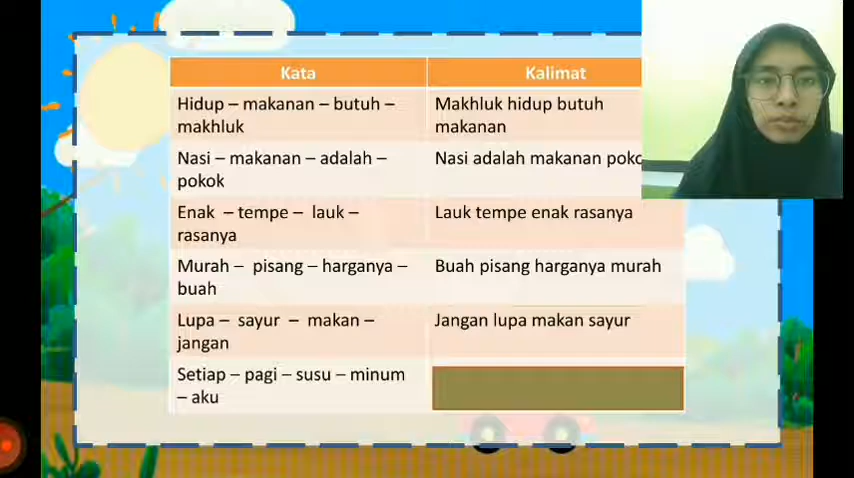 Kata
Kalimat
Hidup – makanan – butuh –
makhluk
Makhluk hidup butuh
makanan
Nasi – makanan – adalah –
pokok
Nasi adalah makanan
Enak – tempe – lauk –
rasanya
Lauk tempe enak rasanya
Murah – pisang – harganya –
buah
Buah pisang harganya murah
Lupa – sayur – makan –
jangan
Jangan lupa makan sayur
Setiap – pagi – susu – minum
– aku